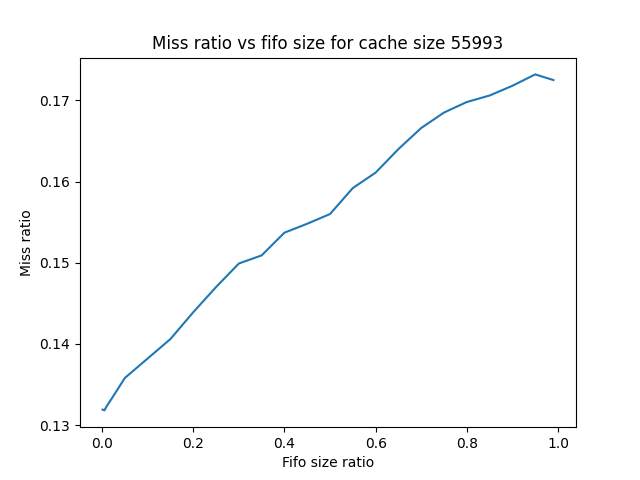 Miss ratio vs fifo size for cache size 55993
Miss ratio
0.17
0.16
0.15
0.14
0.13
0.0 0.2 0.4 0.6 0.8 1.0
Fifo size ratio